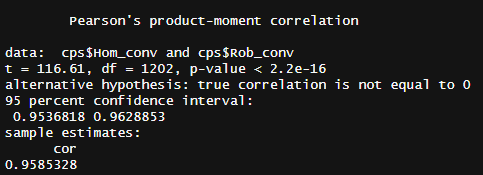 Pearson's product-moment correlation
data:  cps$Hom_conv and cps$Rob_conv
t = 116.61, df = 1202, p-value < 2.2e-16
alternative hypothesis: true correlation is not equal to 0
95 percent confidence interval:
 0.9536818 0.9628853
sample estimates:
      cor
0.9585328